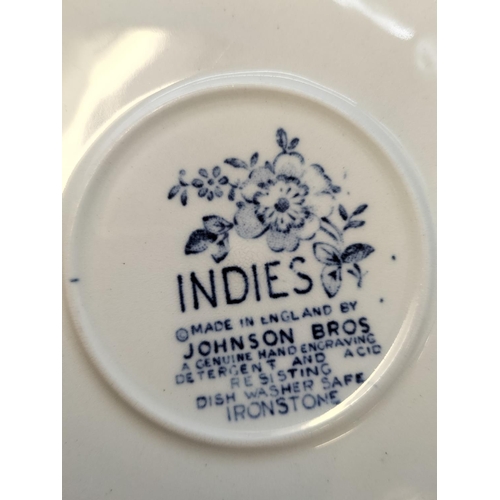 INDIES
©MADE IN ENGLAND BY
JOHNSON BROS
A GENUINE HAND ENGRAVING
DETERGENT AND ACID
RESISTING
DISH WASHER SAFE
IRONSTONE